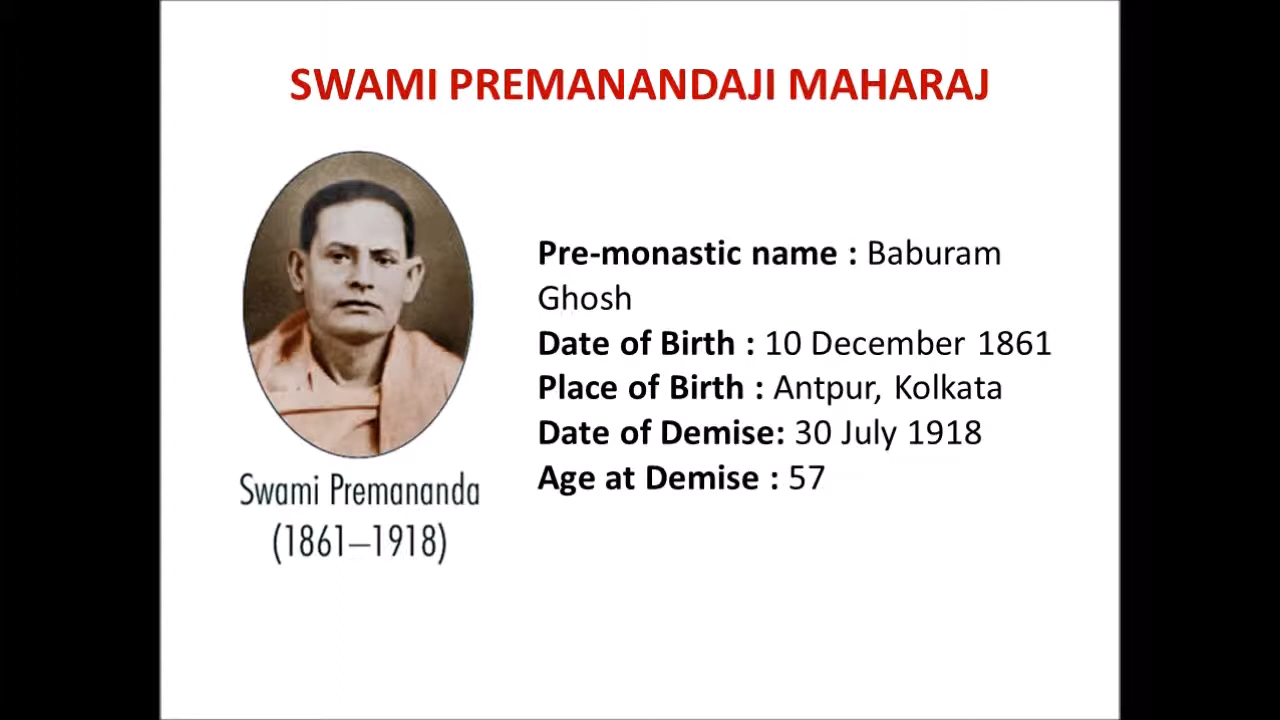 SWAMI PREMANANDAJI MAHARAJ
Pre-monastic name : Baburam
Ghosh
Date of Birth : 10 December 1861
Place of Birth : Antpur, Kolkata
Date of Demise: 30 July 1918
Age at Demise : 57
Swami Premananda
(1861–1918)